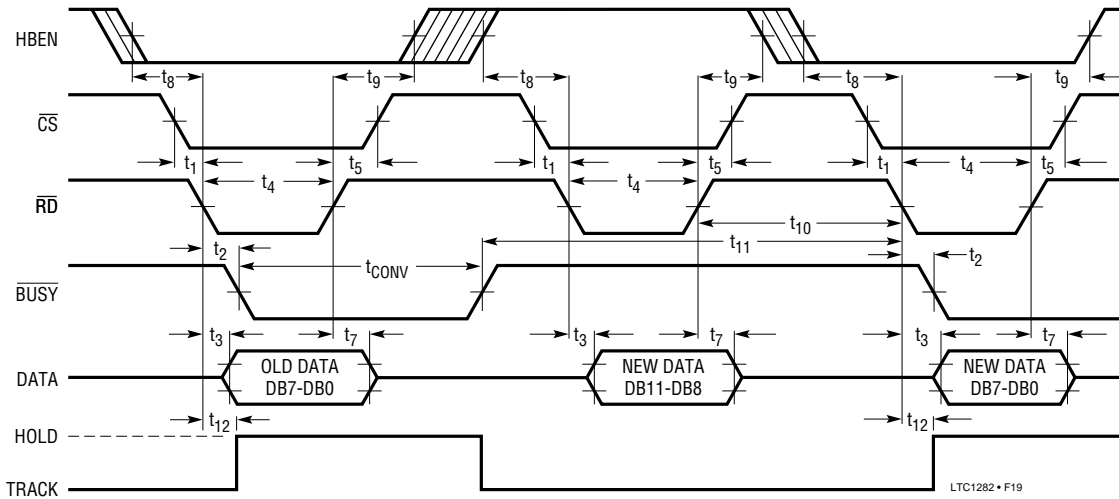 HBEN
t8 t9 t8 t9 t8 t9
CS
t1 t5 t1 t5 t1 t5
t4 t4 t4
RD
t10
t2 t11 t2
tCONV
BUSY
t3 t7 t3 t7 t3 t7
DATA
OLD DATA
DB7-DB0
NEW DATA
DB11-DB8
NEW DATA
DB7-DB0
t12 t12
HOLD
TRACK
LTC1282 • F19